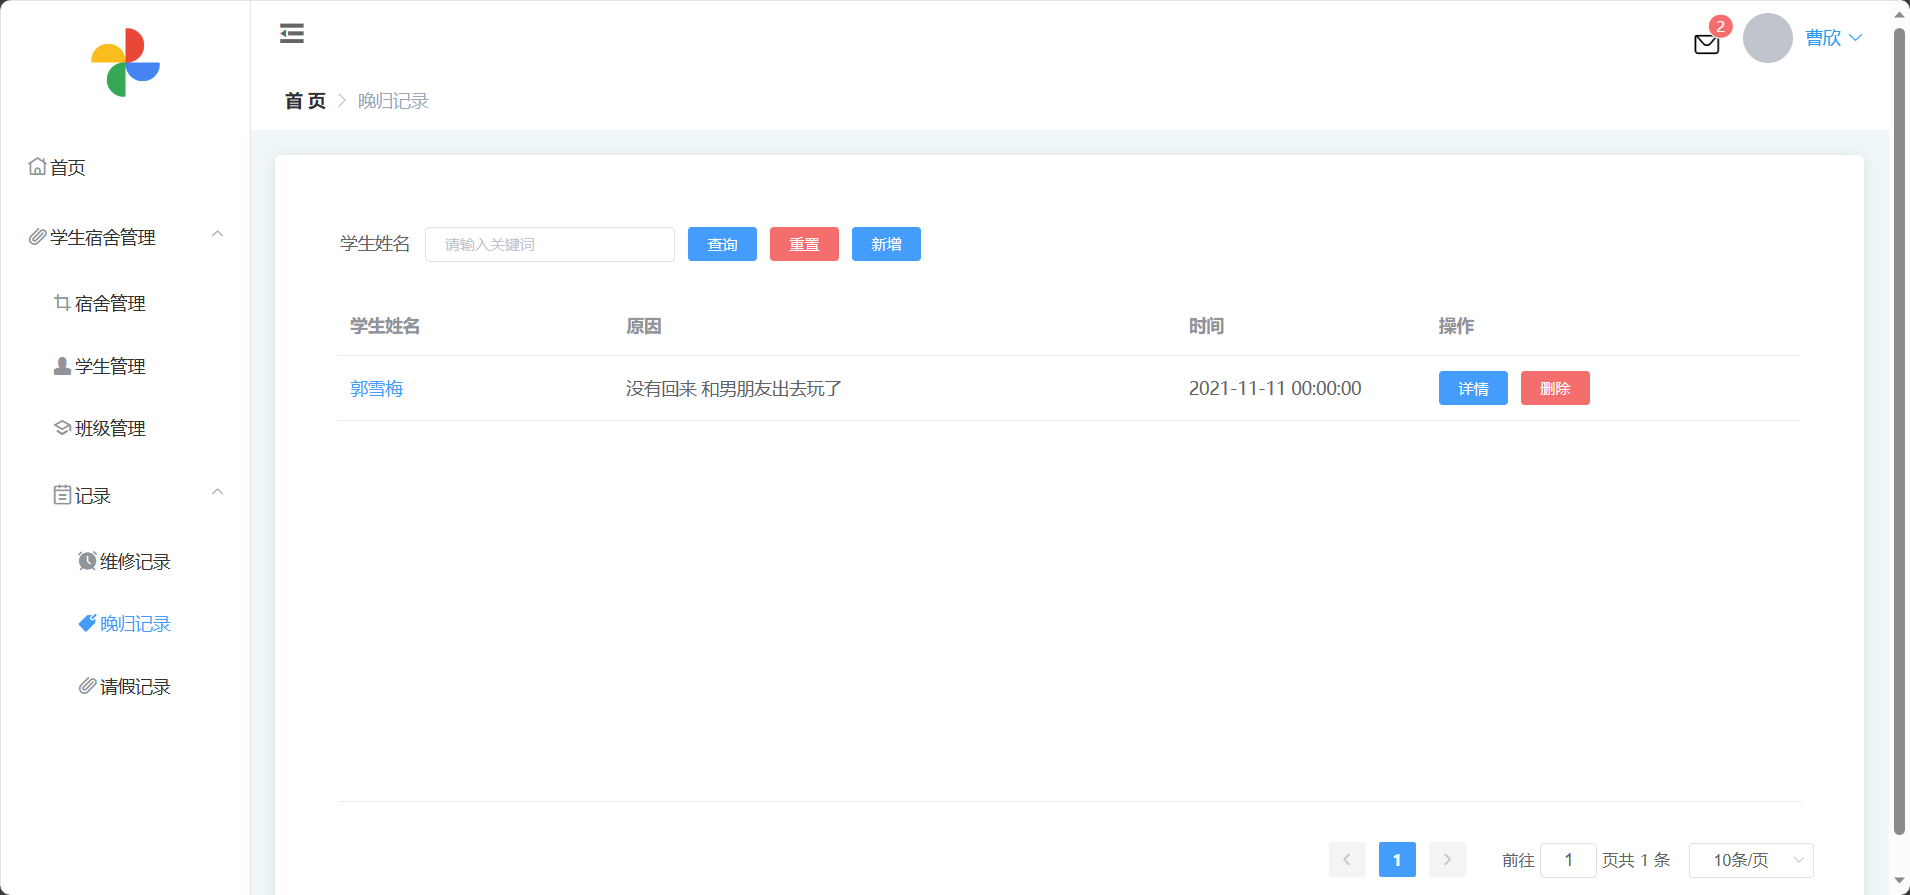 2
曹欣
首 页 > 晚归记录
首页
学生宿舍管理
宿舍管理
学生管理
班级管理
记录
维修记录
晚归记录
请假记录
学生姓名 请输入关键词 查询 重置 新增
学生姓名 原因 时间 操作
郭雪梅 没有回来 和男朋友出去玩了 2021-11-11 00:00:00 详情 删除
1 前往 1 页共 1 条 10条/页